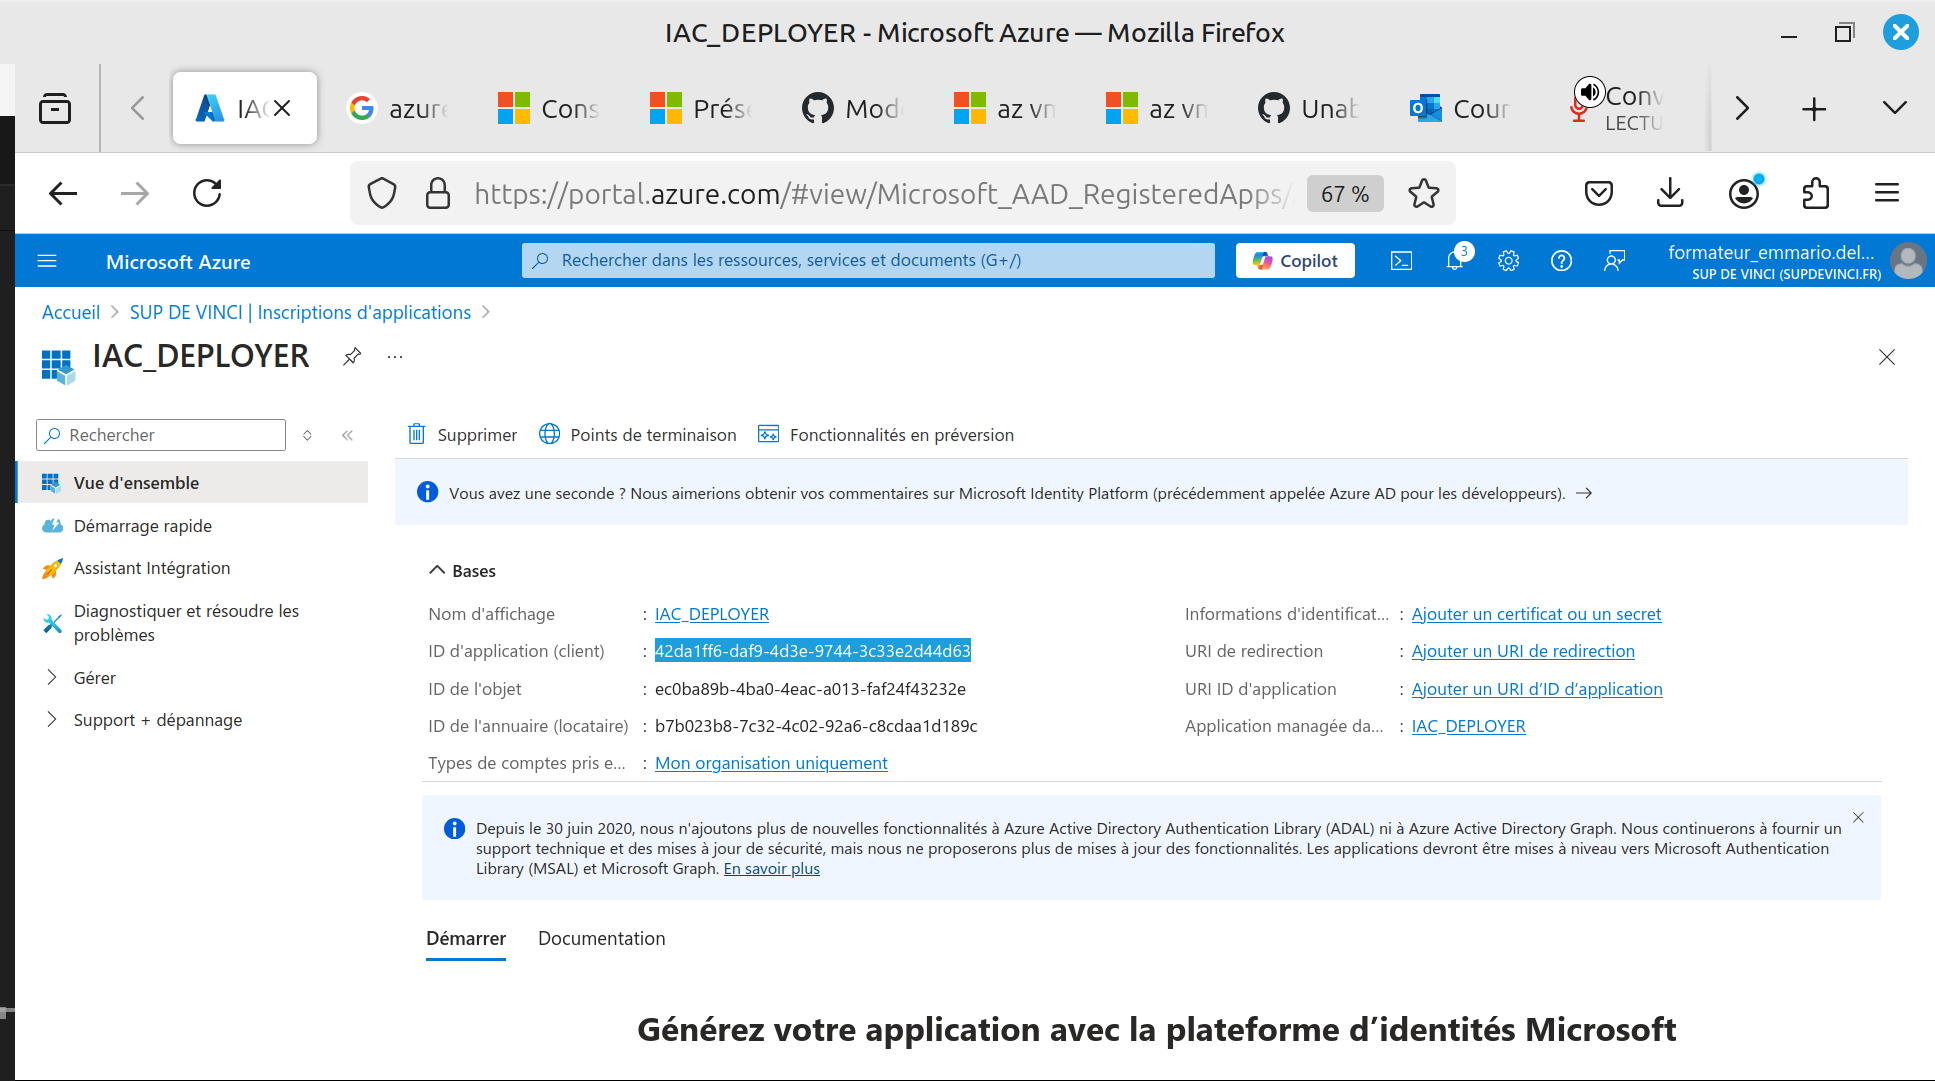 IAC_DEPLOYER - Microsoft Azure — Mozilla Firefox
IAC
azure
Cons
Prése
Mod
az vm
az vm
Unab
Cour
Conv
LECTU
https://portal.azure.com/#view/Microsoft_AAD_RegisteredApps/
67 %
Microsoft Azure
Rechercher dans les ressources, services et documents (G+/)
Copilot
3
formateur_emmario.del...
SUP DE VINCI (SUPDEVINCI.FR)
Accueil
SUP DE VINCI | Inscriptions d'applications
IAC_DEPLOYER
Rechercher
Supprimer
Points de terminaison
Fonctionnalités en préversion
Vue d'ensemble
Démarrage rapide
Assistant Intégration
Diagnostiquer et résoudre les
problèmes
Gérer
Support + dépannage
Vous avez une seconde ? Nous aimerions obtenir vos commentaires sur Microsoft Identity Platform (précédemment appelée Azure AD pour les développeurs).
Bases
Nom d'affichage : IAC_DEPLOYER
ID d'application (client) : 42da1ff6-daf9-4d3e-9744-3c33e2d44d63
ID de l'objet : ec0ba89b-4ba0-4eac-a013-faf24f43232e
ID de l'annuaire (locataire) : b7b023b8-7c32-4c02-92a6-c8cdaa1d189c
Types de comptes pris e... : Mon organisation uniquement
Informations d'identificat... : Ajouter un certificat ou un secret
URI de redirection : Ajouter un URI de redirection
URI ID d'application : Ajouter un URI d’ID d’application
Application managée da... : IAC_DEPLOYER
Depuis le 30 juin 2020, nous n'ajoutons plus de nouvelles fonctionnalités à Azure Active Directory Authentication Library (ADAL) ni à Azure Active Directory Graph. Nous continuerons à fournir un
support technique et des mises à jour de sécurité, mais nous ne proposerons plus de mises à jour des fonctionnalités. Les applications devront être mises à niveau vers Microsoft Authentication
Library (MSAL) et Microsoft Graph. En savoir plus
Démarrer
Documentation
Générez votre application avec la plateforme d’identités Microsoft